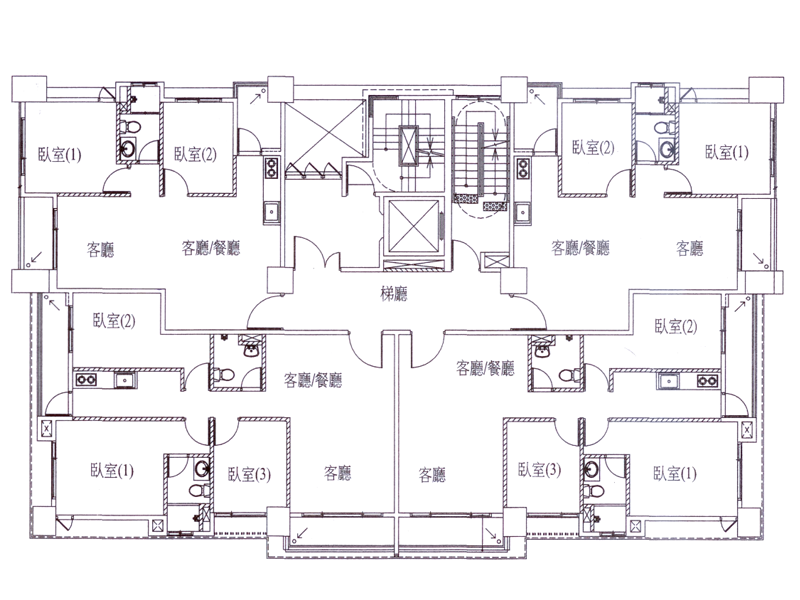 臥室(1)
臥室(2)
臥室(2)
臥室(1)
客廳
客廳/餐廳
客廳/餐廳
客廳
梯廳
臥室(2)
臥室(2)
客廳/餐廳
客廳/餐廳
臥室(1)
臥室(3)
客廳
客廳
臥室(3)
臥室(1)